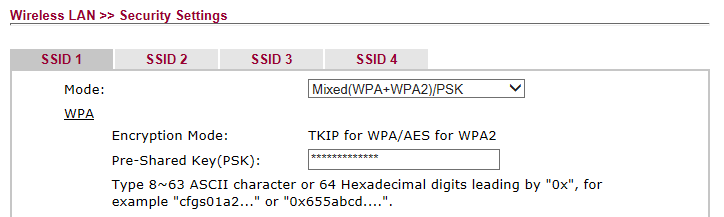 Wireless LAN >> Security Settings
SSID 1 SSID 2 SSID 3 SSID 4
Mode: Mixed(WPA+WPA2)/PSK
WPA
Encryption Mode: TKIP for WPA/AES for WPA2
Pre-Shared Key(PSK): *************
Type 8~63 ASCII character or 64 Hexadecimal digits leading by "0x", for
example "cfgs01a2..." or "0x655abcd....".